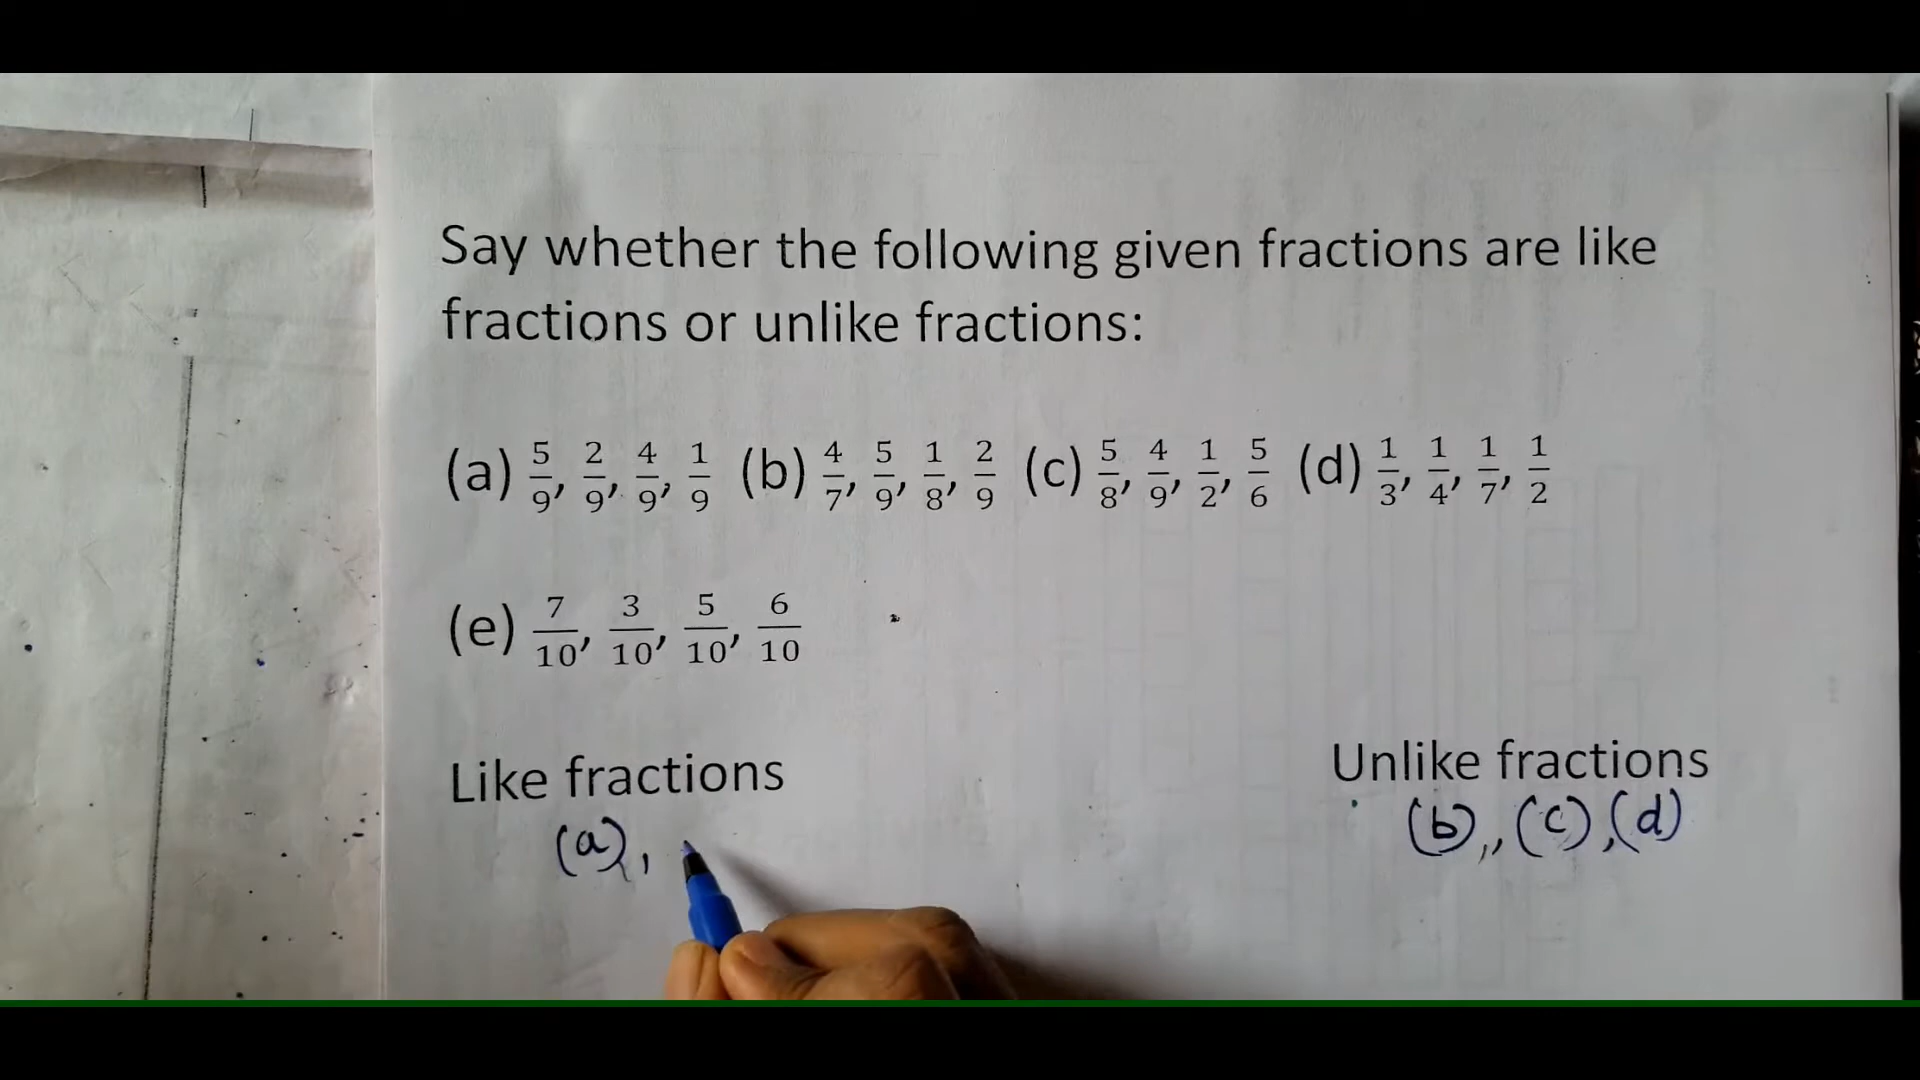 Say whether the following given fractions are like
fractions or unlike fractions:
(a) 5/9, 2/9, 4/9, 1/9 (b) 4/7, 5/9, 1/8, 2/9 (c) 5/8, 4/9, 1/2, 5/6 (d) 1/3, 1/4, 1/7, 1/2
(e) 7/10, 3/10, 5/10, 6/10
Like fractions
(a),
Unlike fractions
(b),,(c),(d)